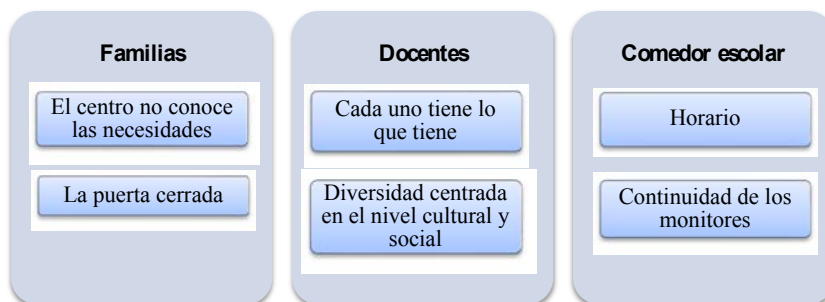 Familias
El centro no conoce
las necesidades
La puerta cerrada
Docentes
Cada uno tiene lo
que tiene
Diversidad centrada
en el nivel cultural y
social
Comedor escolar
Horario
Continuidad de los
monitores